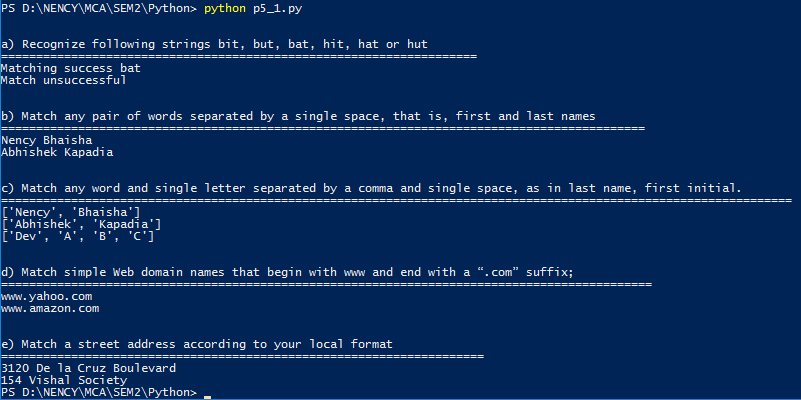 PS D:\NENCY\MCA\SEM2\Python> python p5_1.py
a) Recognize following strings bit, but, bat, hit, hat or hut
====================================================================
Matching success bat
Match unsuccessful
b) Match any pair of words separated by a single space, that is, first and last names
============================================================================================
Nency Bhaisha
Abhishek Kapadia
c) Match any word and single letter separated by a comma and single space, as in last name, first initial.
=================================================================================================================
['Nency', 'Bhaisha']
['Abhishek', 'Kapadia']
['Dev', 'A', 'B', 'C']
d) Match simple Web domain names that begin with www and end with a “.com” suffix;
=============================================================================================
www.yahoo.com
www.amazon.com
e) Match a street address according to your local format
=====================================================================
3120 De la Cruz Boulevard
154 Vishal Society
PS D:\NENCY\MCA\SEM2\Python>